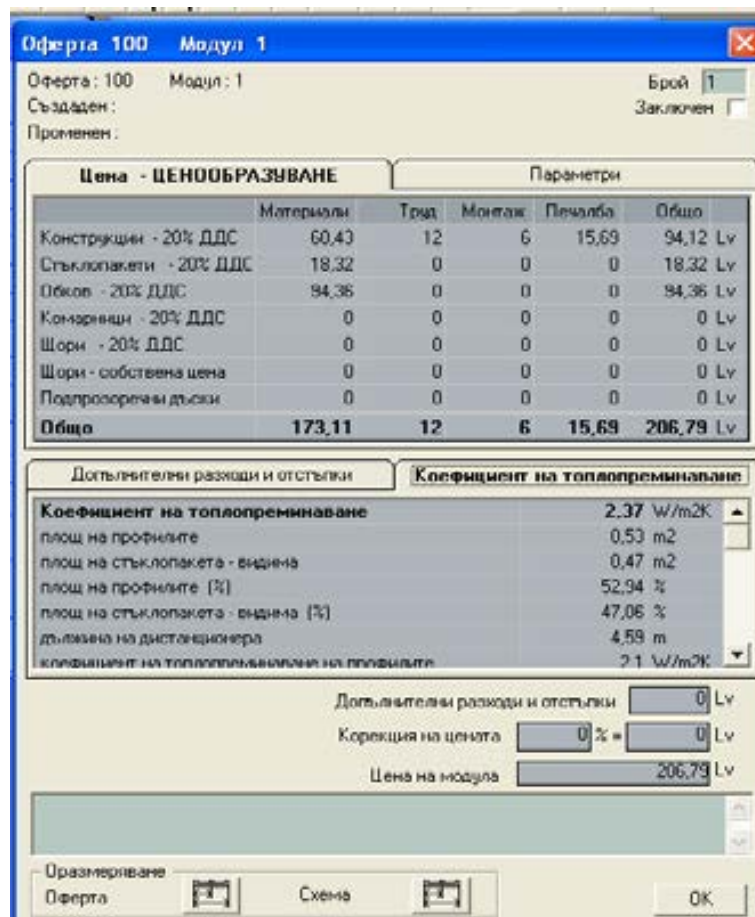 Оферта 100 Модул 1
Оферта : 100 Модул : 1 Брой 1
Създаден : Заключен
Променен :
Цена - ЦЕНООБРАЗУВАНЕ Параметри
Материали Труд Монтаж Печалба Общо
Конструкции - 20% ДДС 60,43 12 6 15,69 94,12 Lv
Стъклопакети - 20% ДДС 18,32 0 0 0 18,32 Lv
Обков - 20% ДДС 94,36 0 0 0 94,36 Lv
Комарници - 20% ДДС 0 0 0 0 0 Lv
Щори - 20% ДДС 0 0 0 0 0 Lv
Щори - собствена цена 0 0 0 0 0 Lv
Подпрозоречни дъски 0 0 0 0 0 Lv
Общо 173,11 12 6 15,69 206,79 Lv
Допълнителни разходи и отстъпки Коефициент на топлопреминаване
Коефициент на топлопреминаване 2,37 W/m2K
площ на профилите 0,53 m2
площ на стъклопакета - видима 0,47 m2
площ на профилите (%) 52,94 %
площ на стъклопакета - видима (%) 47,06 %
дължина на дистанционера 4,59 m
коефициент на топлопреминаване на профилите 2,1 W/m2K
Допълнителни разходи и отстъпки 0 Lv
Корекция на цената 0 % = 0 Lv
Цена на модула 206,79 Lv
Оразмеряване
Оферта Схема OK